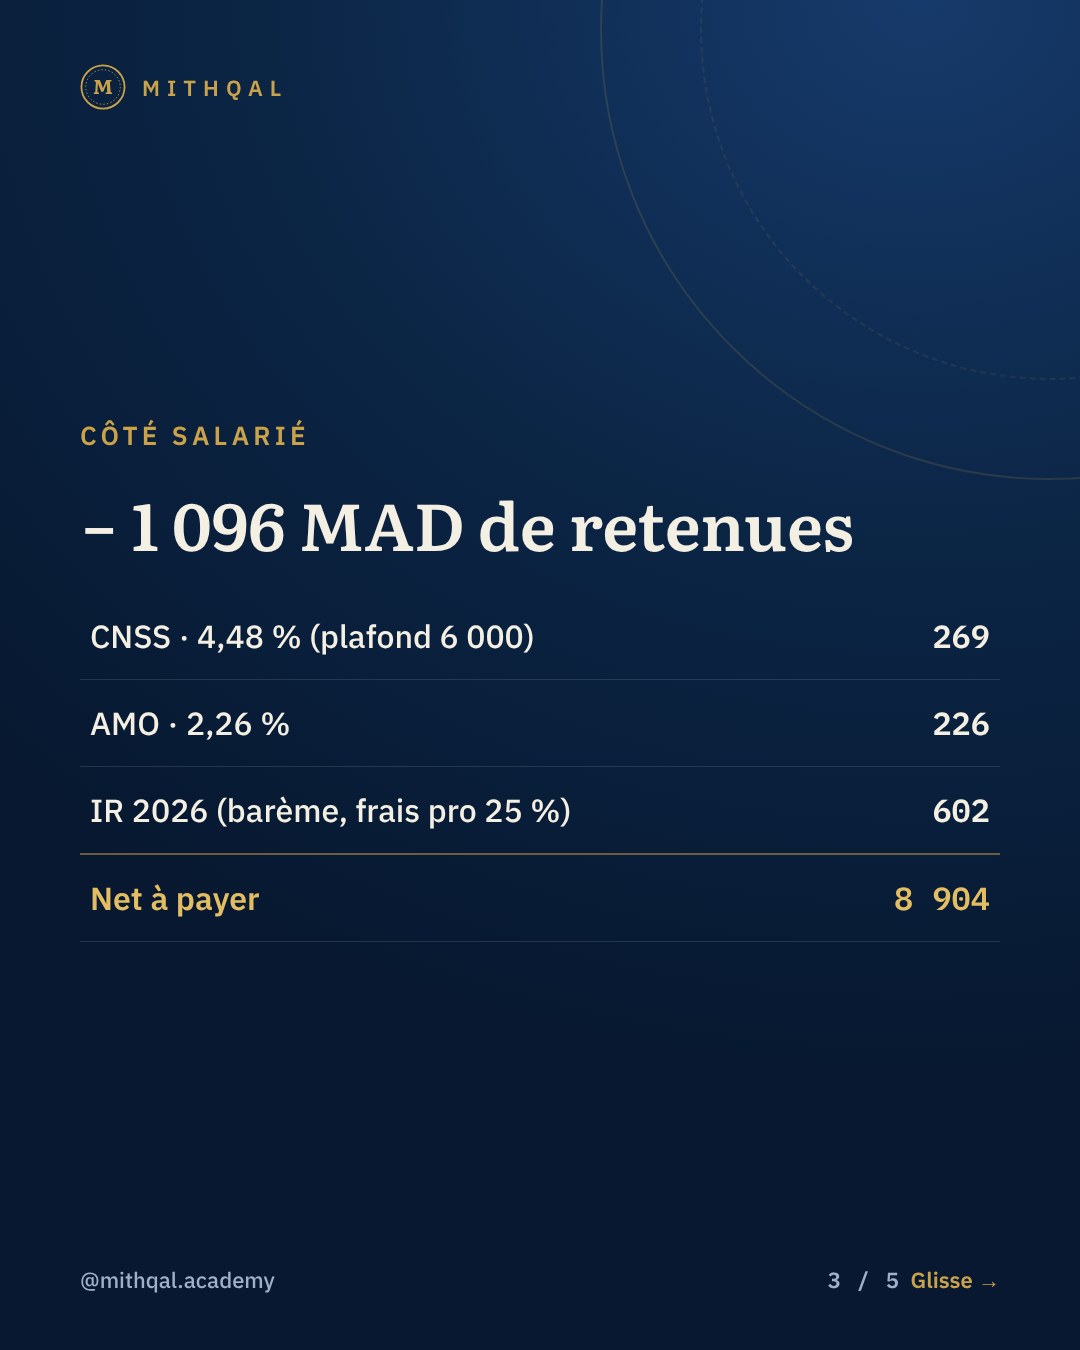 M MITHQAL
CÔTÉ SALARIÉ
– 1 096 MAD de retenues
CNSS · 4,48 % (plafond 6 000) 269
AMO · 2,26 % 226
IR 2026 (barème, frais pro 25 %) 602
Net à payer 8 904
@mithqal.academy 3 / 5 Glisse →